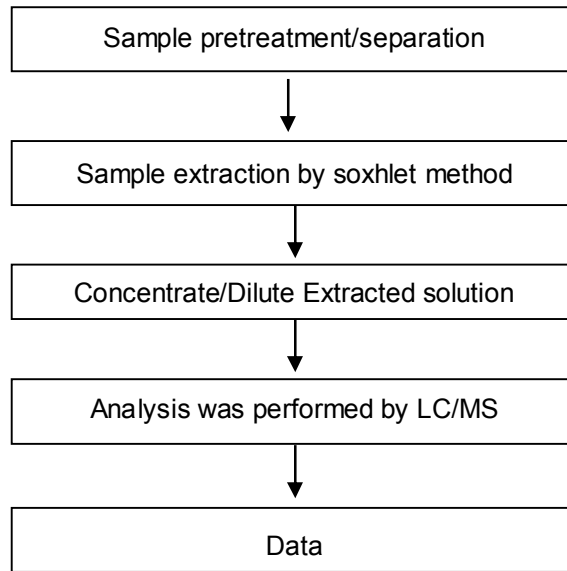 Sample pretreatment/separation
Sample extraction by soxhlet method
Concentrate/Dilute Extracted solution
Analysis was performed by LC/MS
Data